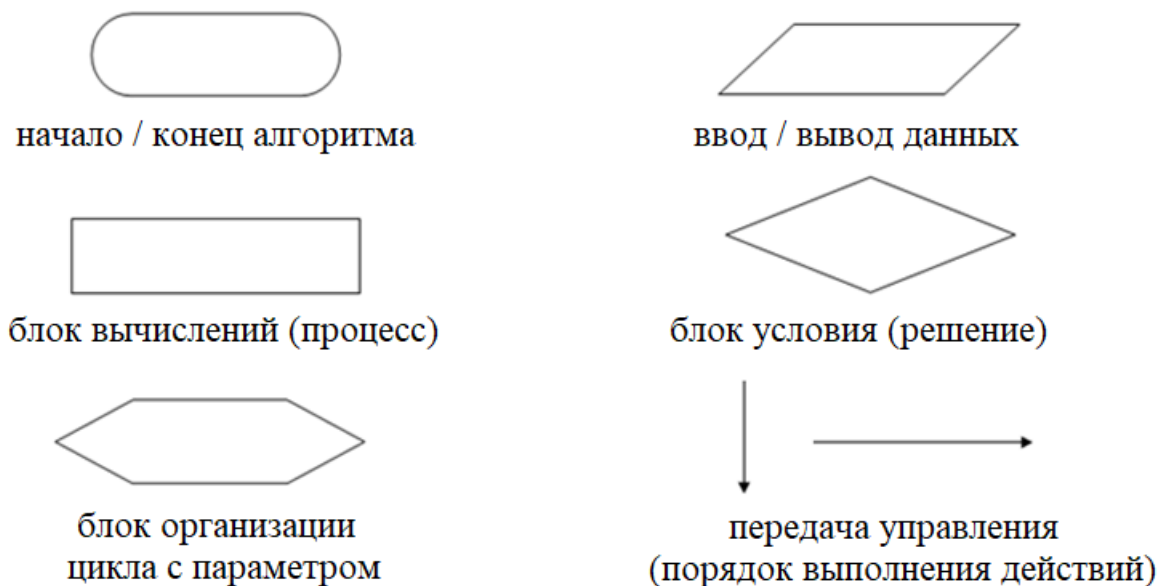 начало / конец алгоритма
ввод / вывод данных
блок вычислений (процесс)
блок условия (решение)
блок организации
цикла с параметром
передача управления
(порядок выполнения действий)